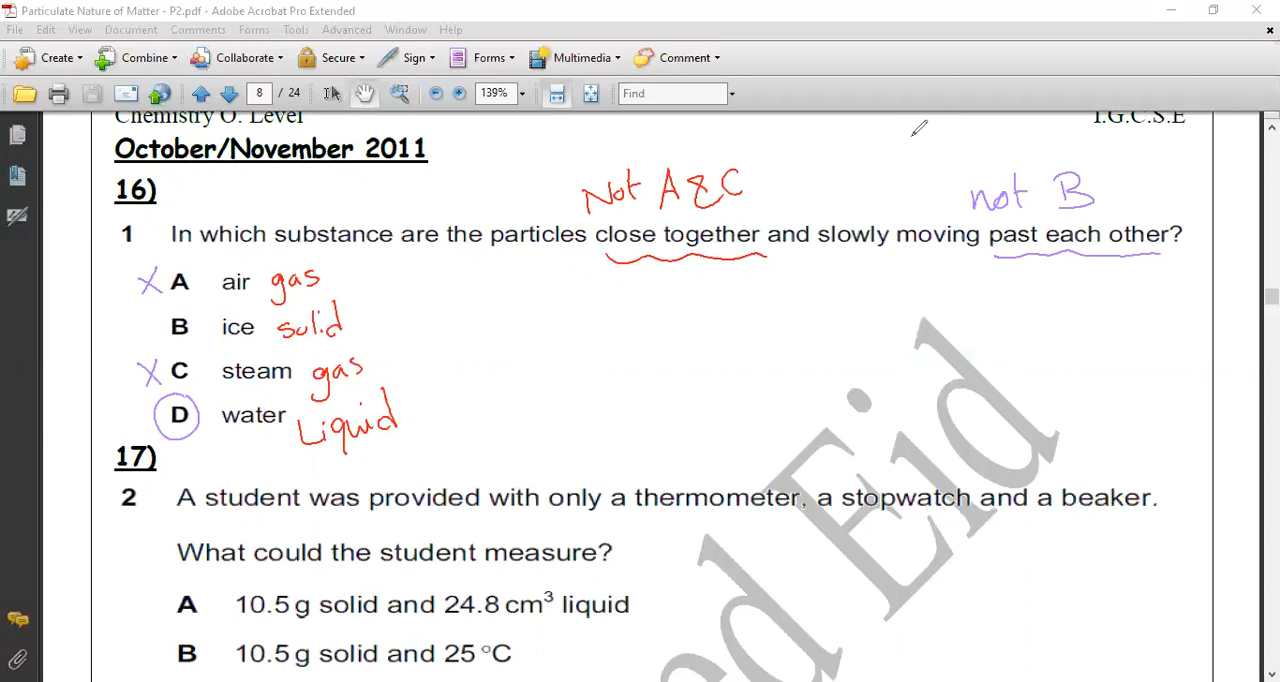 Particulate Nature of Matter - P2.pdf - Adobe Acrobat Pro Extended
File Edit View Document Comments Forms Tools Advanced Window Help
Create Combine Collaborate Secure Sign Forms Multimedia Comment
8 / 24 139% Find
Chemistry O. Level I.G.C.S.E
October/November 2011
16) Not A & C not B
1 In which substance are the particles close together and slowly moving past each other?
X A air gas
B ice solid
X C steam gas
D water Liquid
17)
2 A student was provided with only a thermometer, a stopwatch and a beaker.
What could the student measure?
A 10.5 g solid and 24.8 cm³ liquid
B 10.5 g solid and 25 °C
Eid